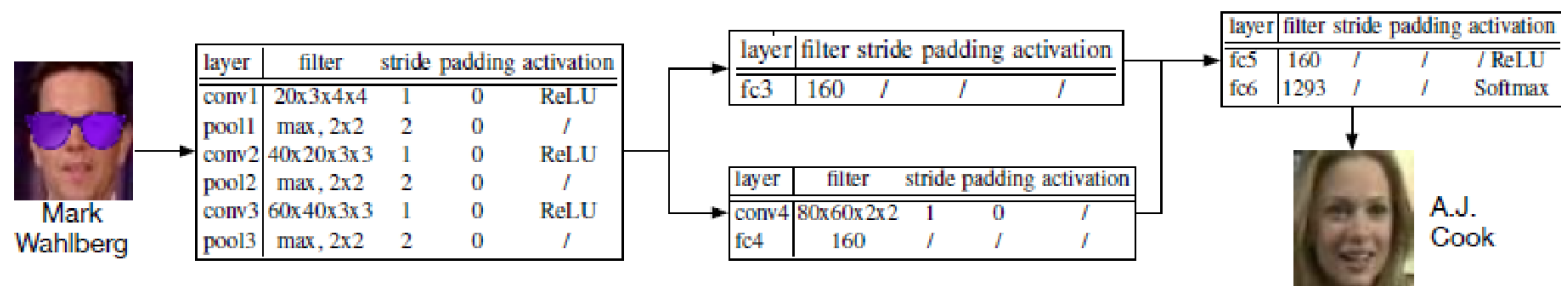 Mark
Wahlberg
layer filter stride padding activation
conv1 20x3x4x4 1 0 ReLU
pool1 max, 2x2 2 0 /
conv2 40x20x3x3 1 0 ReLU
pool2 max, 2x2 2 0 /
conv3 60x40x3x3 1 0 ReLU
pool3 max, 2x2 2 0 /
layer filter stride padding activation
fc3 160 / / /
layer filter stride padding activation
conv4 80x60x2x2 1 0 /
fc4 160 / / /
layer filter stride padding activation
fc5 160 / / / ReLU
fc6 1293 / / Softmax
A.J.
Cook